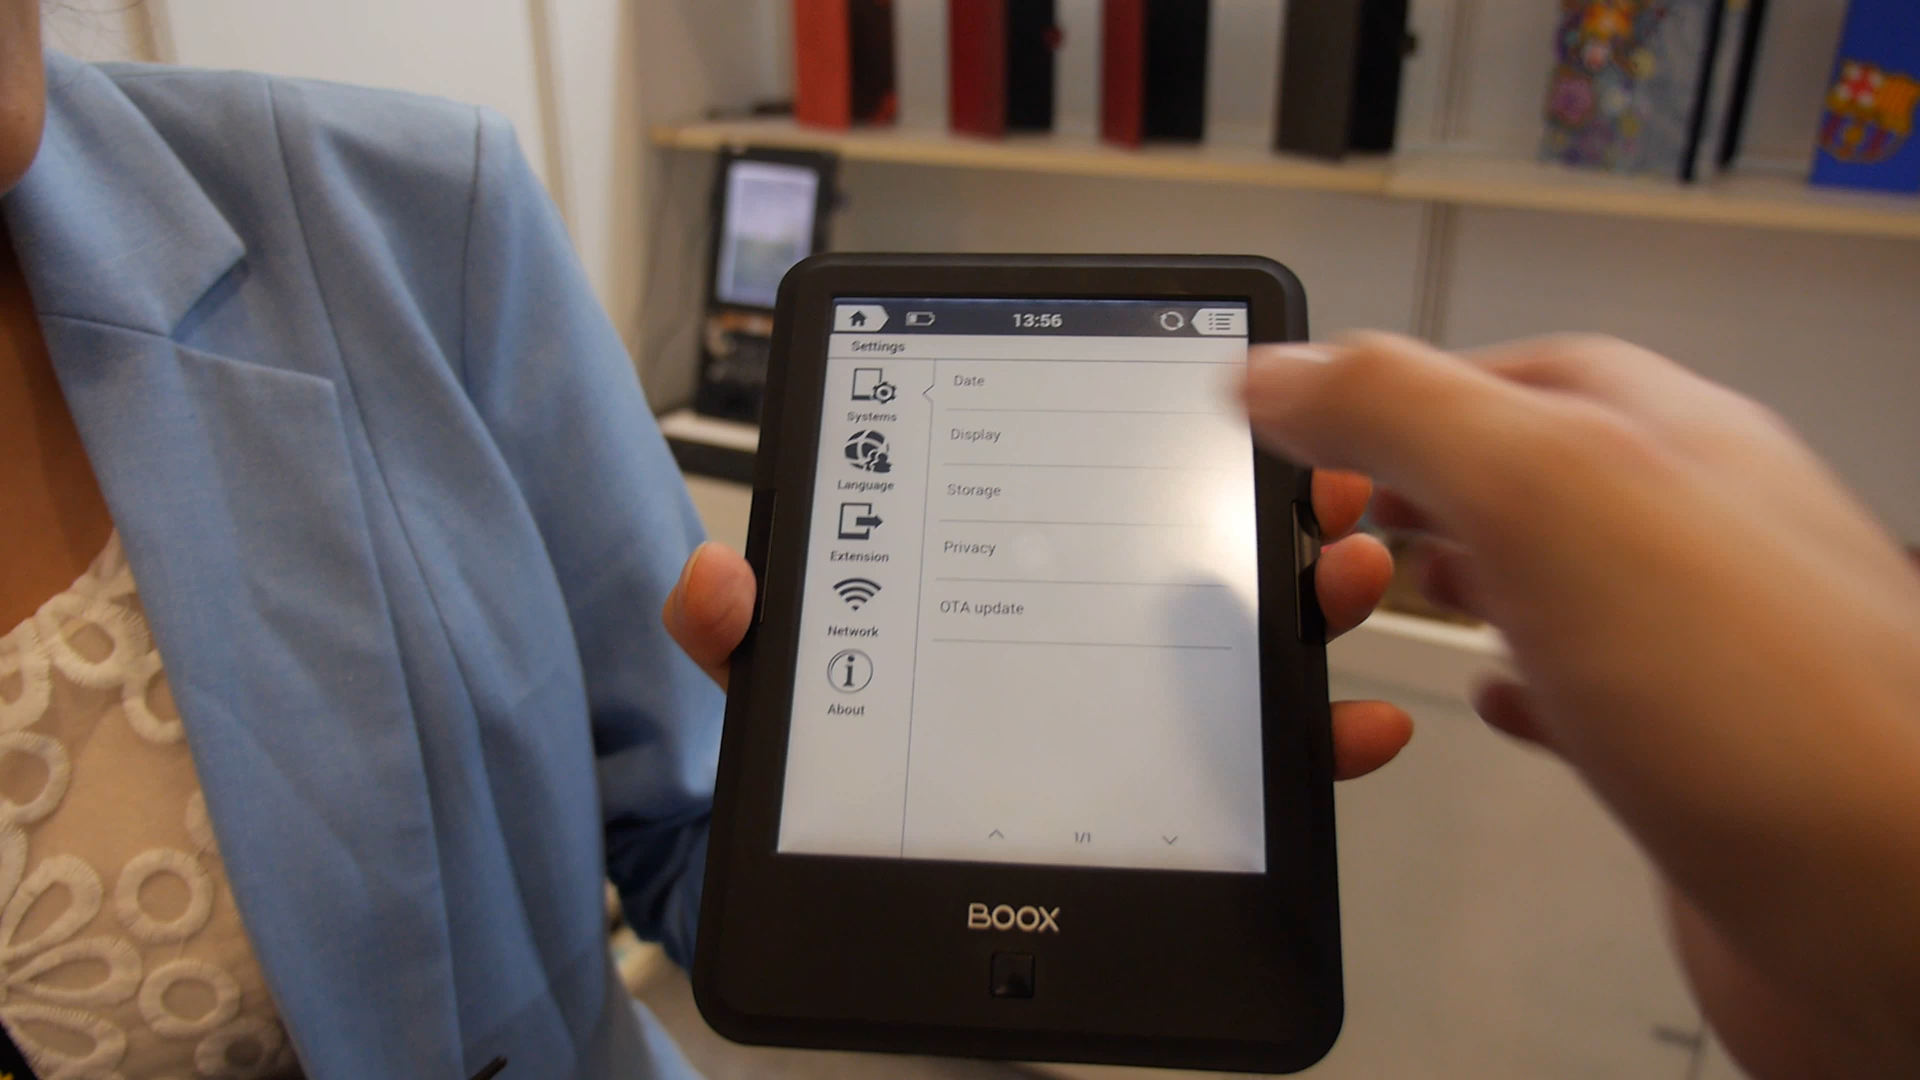 13:56
Settings
Systems
Language
Extension
Network
About
Date
Display
Storage
Privacy
OTA update
1/1
BOOX